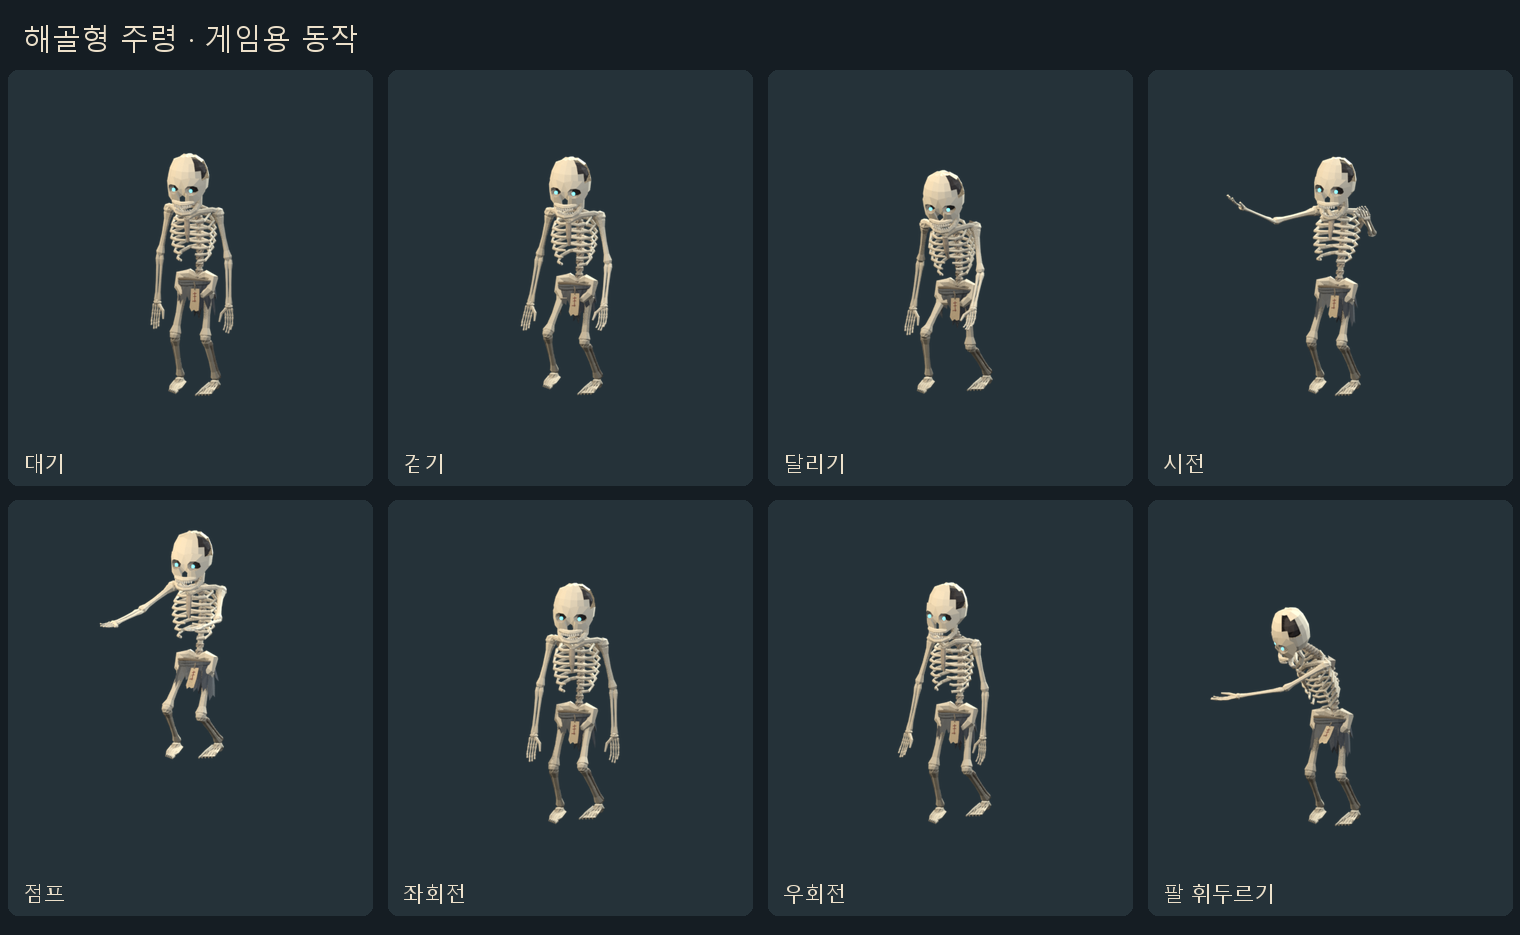 해골형 주령 · 게임용 동작
대기
걷기
달리기
시전
점프
좌회전
우회전
팔 휘두르기